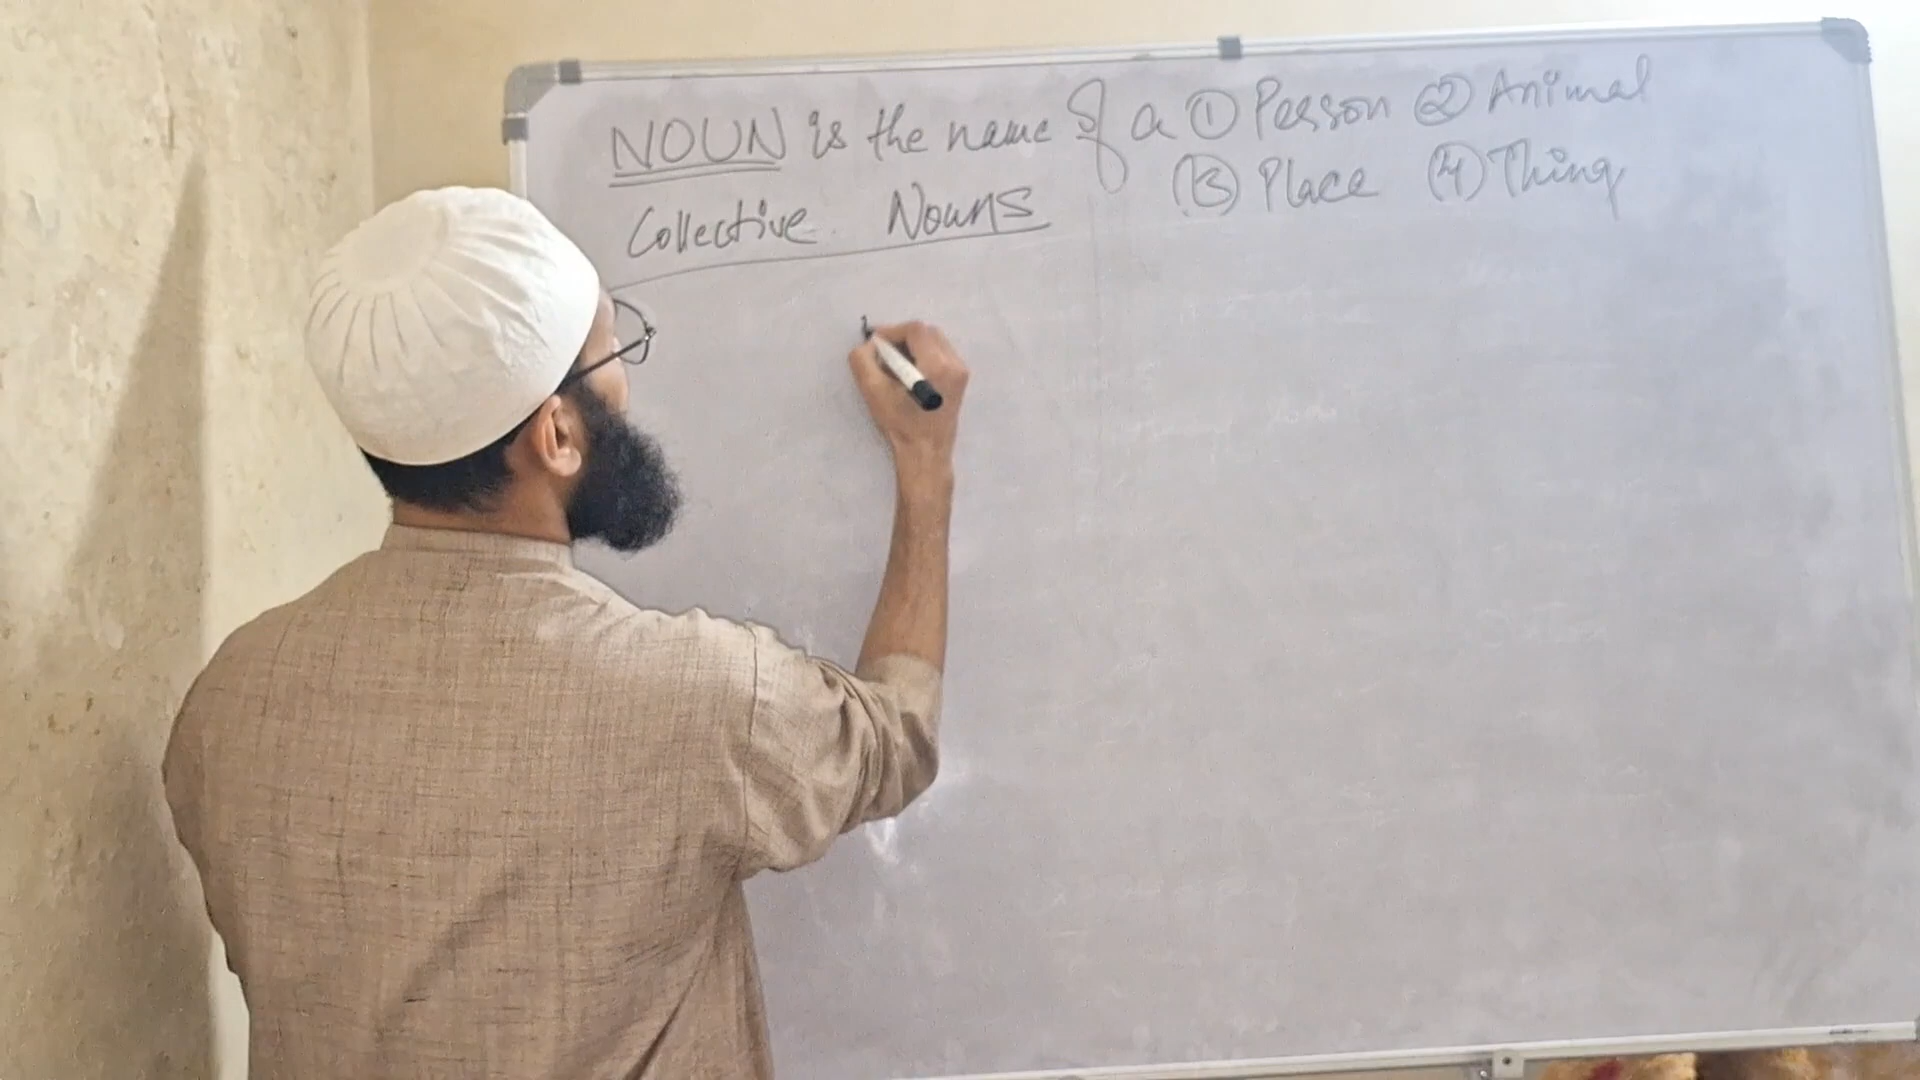 NOUN is the name of a ① Person ② Animal
③ Place ④ Thing
Collective Nouns